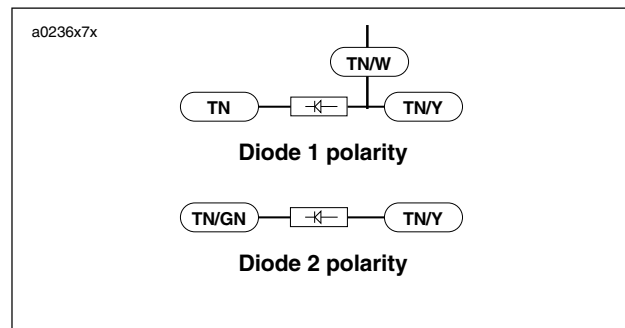 a0236x7x
TN/W
TN TN/Y
Diode 1 polarity
TN/GN TN/Y
Diode 2 polarity